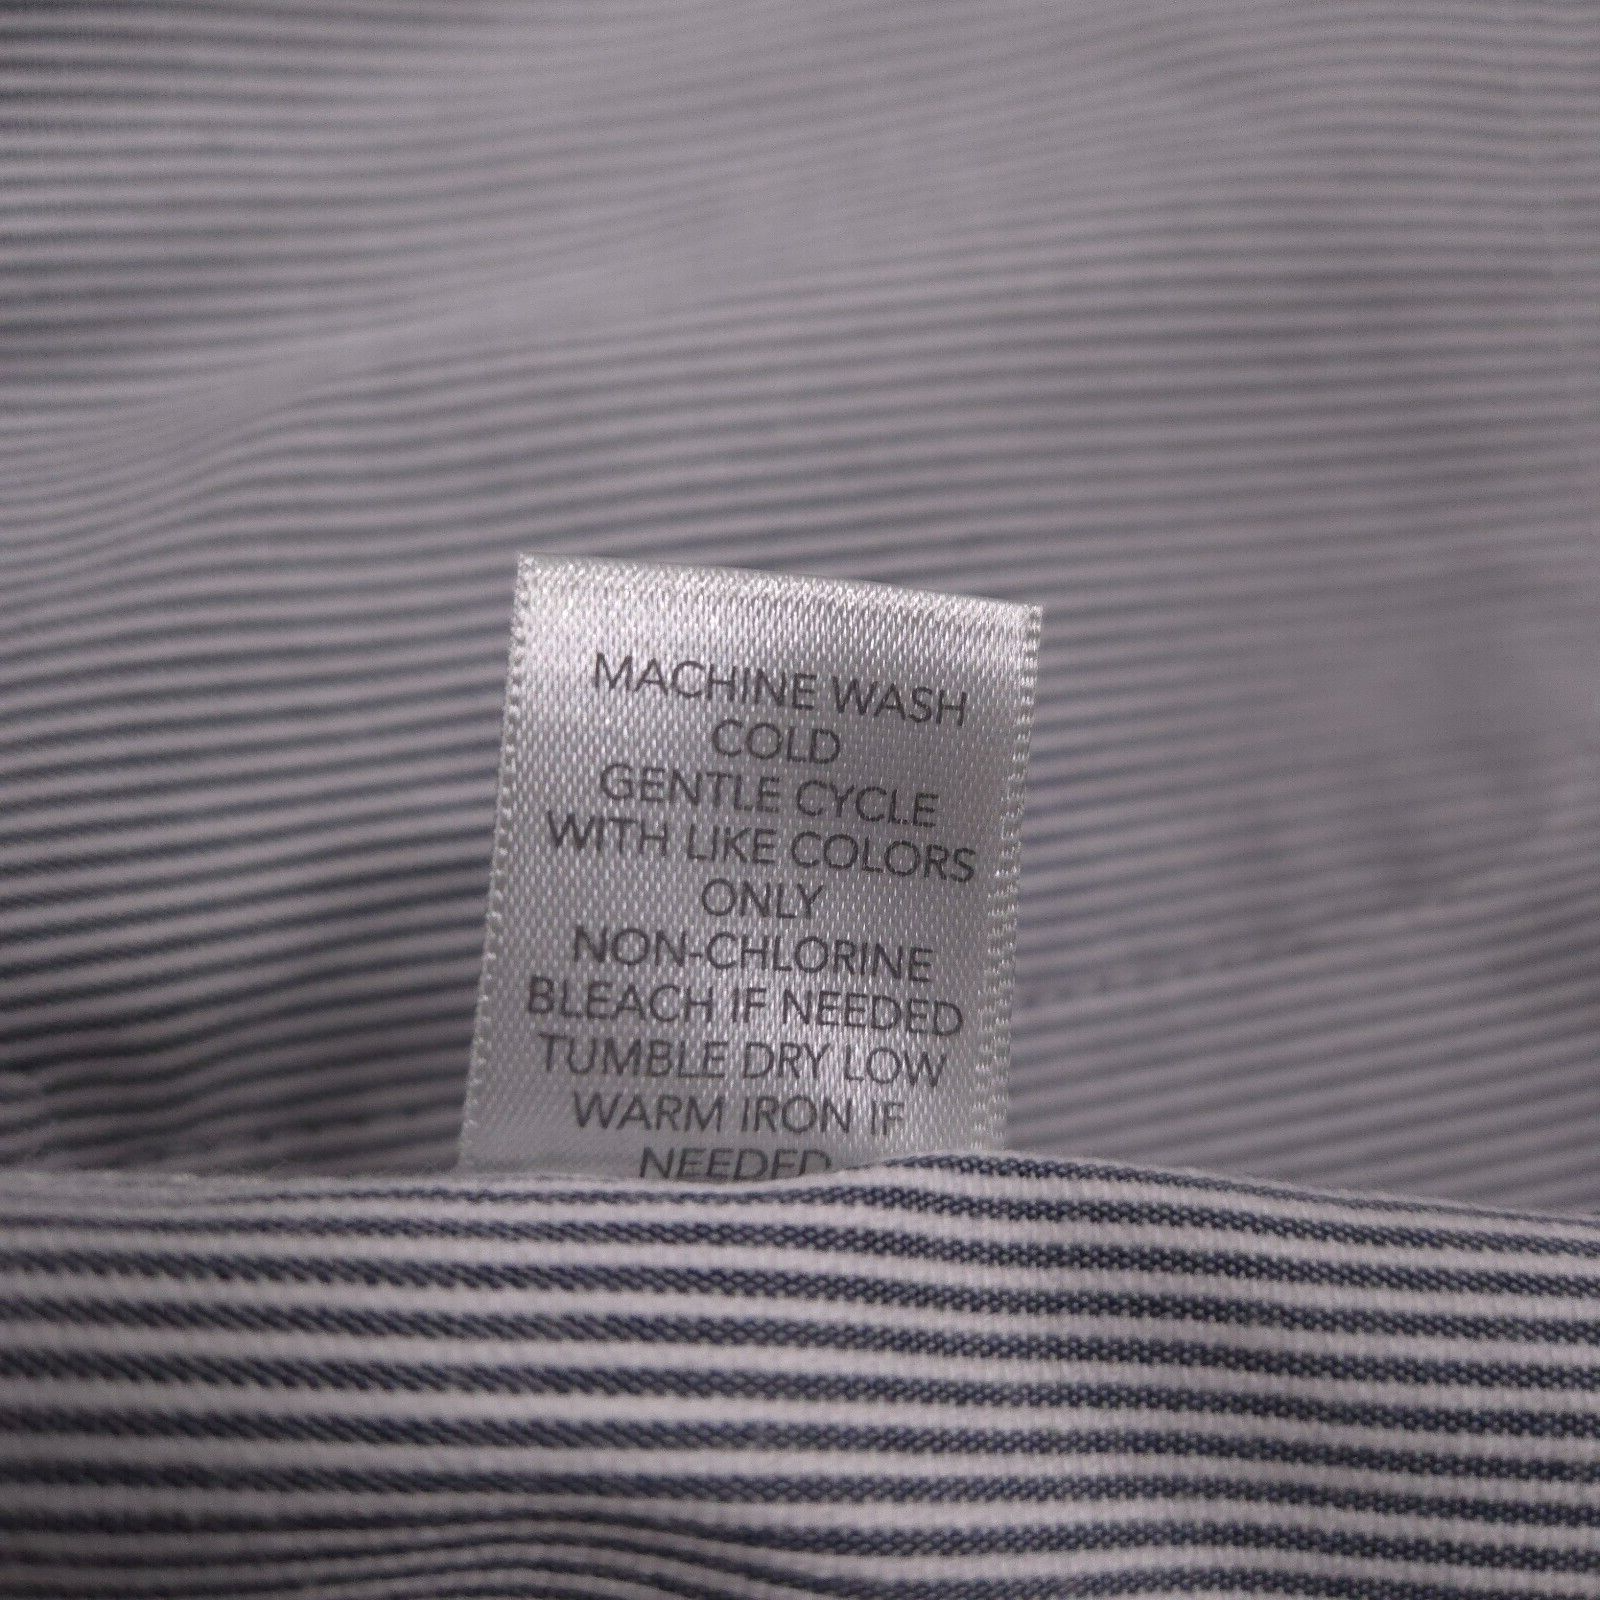 MACHINE WASH
COLD
GENTLE CYCLE
WITH LIKE COLORS
ONLY
NON-CHLORINE
BLEACH IF NEEDED
TUMBLE DRY LOW
WARM IRON IF
NEEDED